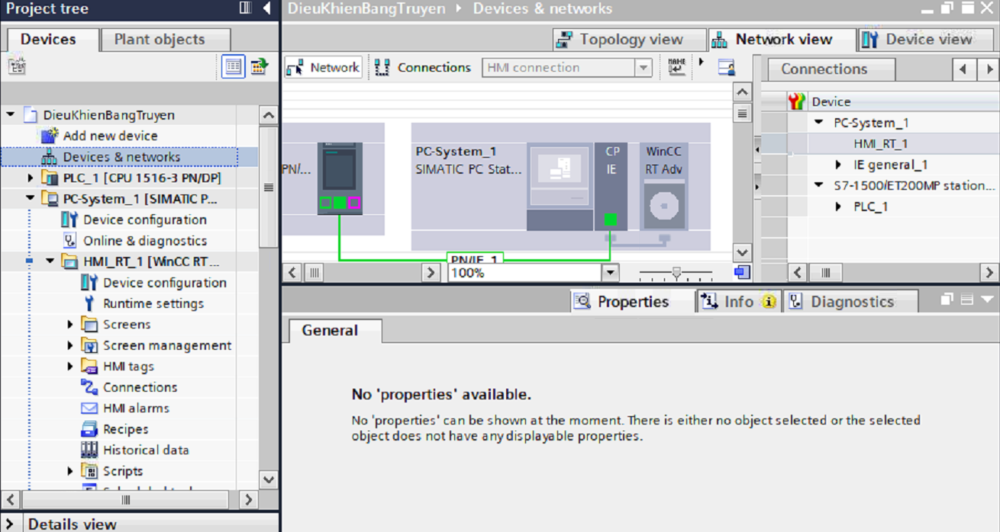 Project tree
DieuKhienBangTruyen
Devices & networks
Devices
Plant objects
Topology view
Network view
Device view
Network
Connections
HMI connection
Connections
Device
PC-System_1
HMI_RT_1
IE general_1
S7-1500/ET200MP station...
PLC_1
DieuKhienBangTruyen
Add new device
Devices & networks
PLC_1 [CPU 1516-3 PN/DP]
PC-System_1 [SIMATIC P...
Device configuration
Online & diagnostics
HMI_RT_1 [WinCC RT ...
Device configuration
Runtime settings
Screens
Screen management
HMI tags
Connections
HMI alarms
Recipes
Historical data
Scripts
PN/...
PC-System_1
SIMATIC PC Stat...
CP
IE
WinCC
RT Adv
PN/IE_1
100%
Properties
Info
Diagnostics
General
No 'properties' available.
No 'properties' can be shown at the moment. There is either no object selected or the selected
object does not have any displayable properties.
Details view